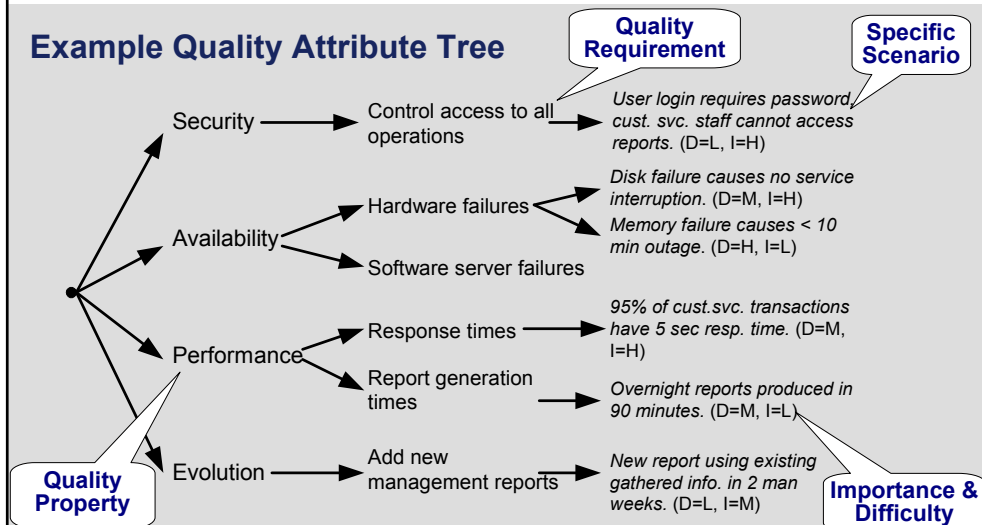 Example Quality Attribute Tree
Quality
Requirement
Specific
Scenario
Security
Control access to all
operations
User login requires password,
cust. svc. staff cannot access
reports. (D=L, I=H)
Availability
Hardware failures
Disk failure causes no service
interruption. (D=M, I=H)
Memory failure causes < 10
min outage. (D=H, I=L)
Software server failures
Performance
Response times
95% of cust.svc. transactions
have 5 sec resp. time. (D=M,
I=H)
Report generation
times
Overnight reports produced in
90 minutes. (D=M, I=L)
Evolution
Add new
management reports
New report using existing
gathered info. in 2 man
weeks. (D=L, I=M)
Quality
Property
Importance &
Difficulty